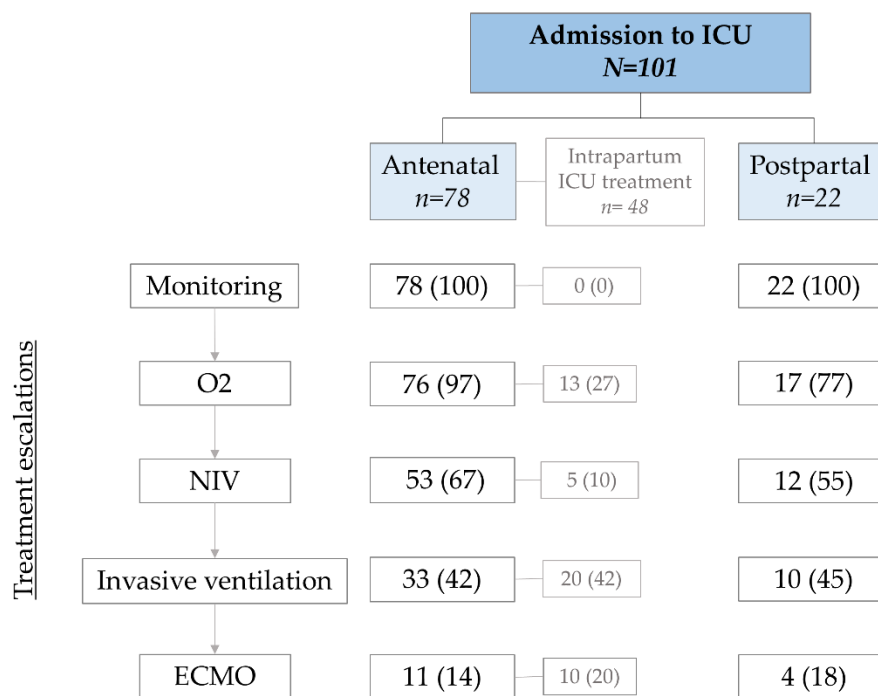 Admission to ICU
N=101
Antenatal
n=78
Intrapartum
ICU treatment
n= 48
Postpartal
n=22
Treatment escalations
Monitoring
78 (100)
0 (0)
22 (100)
O2
76 (97)
13 (27)
17 (77)
NIV
53 (67)
5 (10)
12 (55)
Invasive ventilation
33 (42)
20 (42)
10 (45)
ECMO
11 (14)
10 (20)
4 (18)